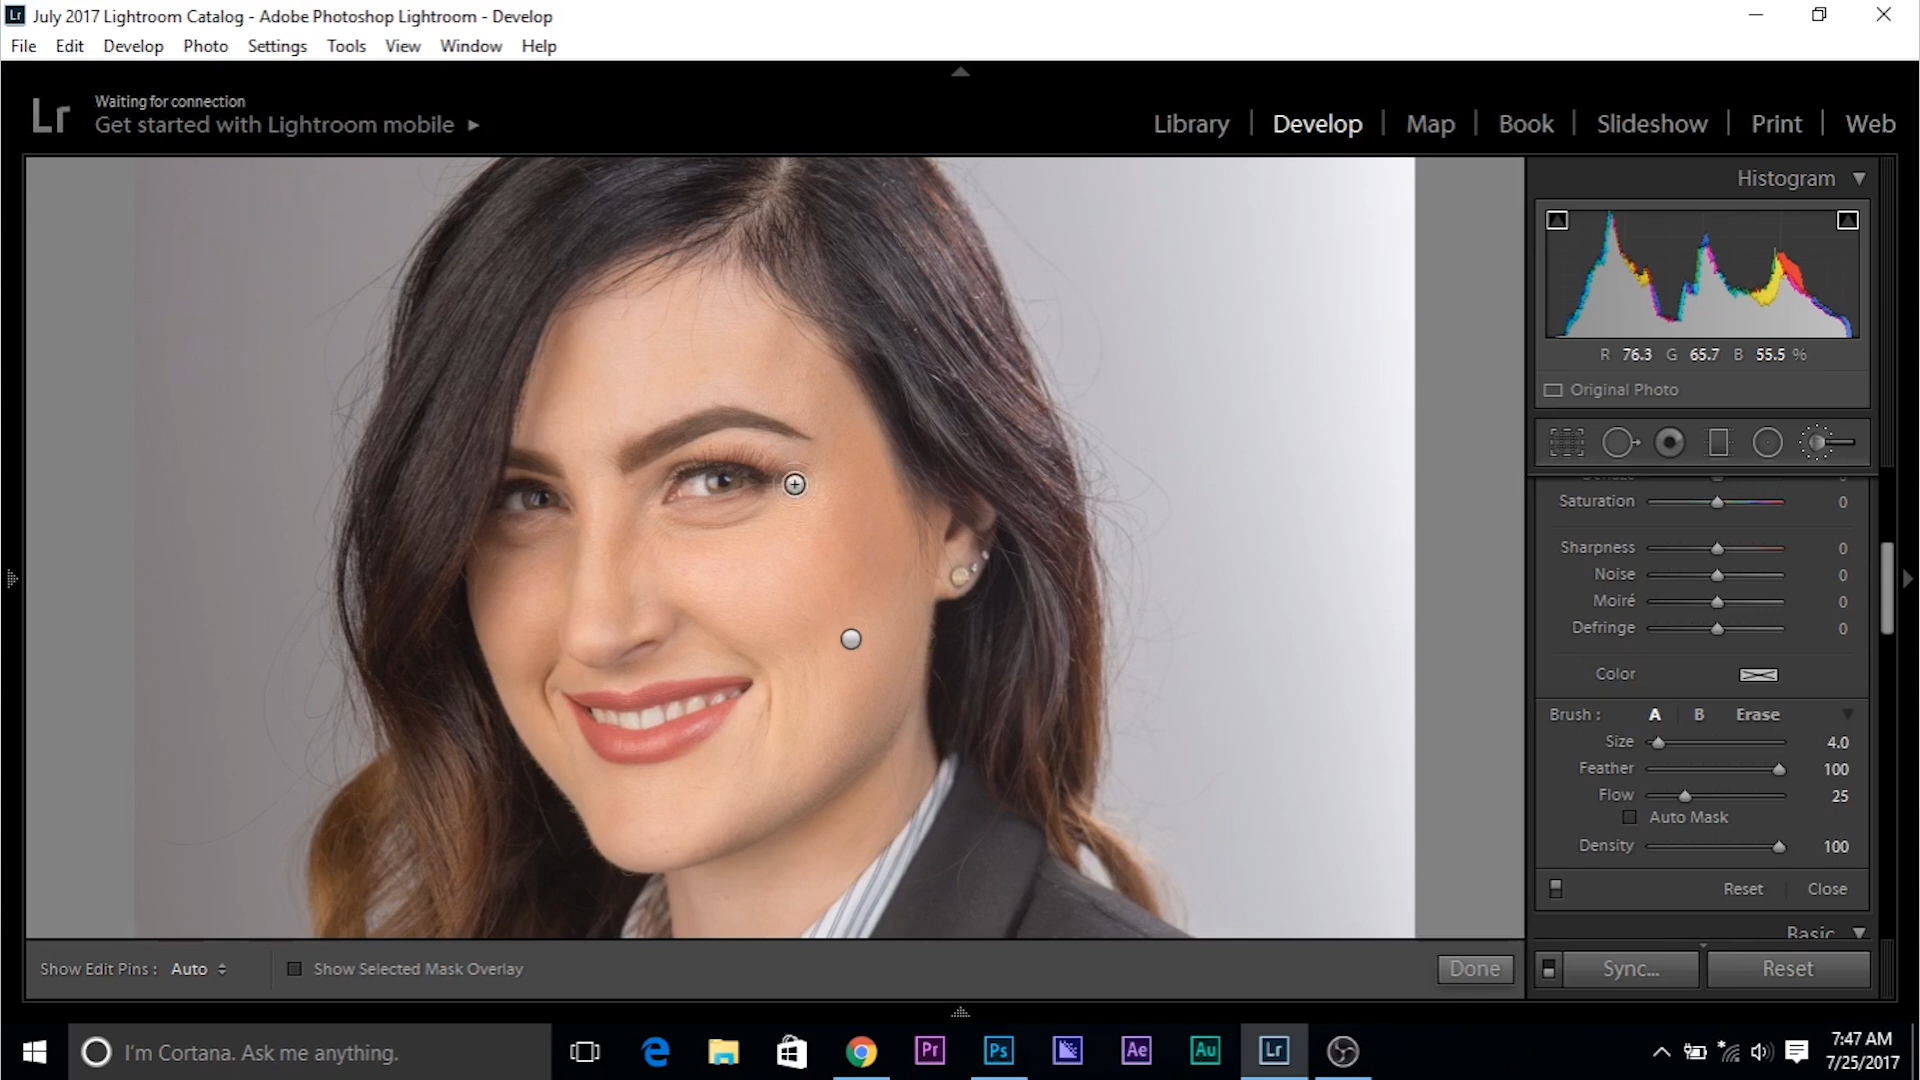 Lr July 2017 Lightroom Catalog - Adobe Photoshop Lightroom - Develop
File Edit Develop Photo Settings Tools View Window Help
Lr
Waiting for connection
Get started with Lightroom mobile
Library | Develop | Map | Book | Slideshow | Print | Web
Histogram
R 76.3 G 65.7 B 55.5 %
Original Photo
Saturation 0
Sharpness 0
Noise 0
Moiré 0
Defringe 0
Color
Brush : A B Erase
Size 4.0
Feather 100
Flow 25
Auto Mask
Density 100
Reset Close
Basic
Show Edit Pins : Auto Show Selected Mask Overlay Done Sync... Reset
I'm Cortana. Ask me anything.
Pr Ps Ae Au Lr
7:47 AM
7/25/2017